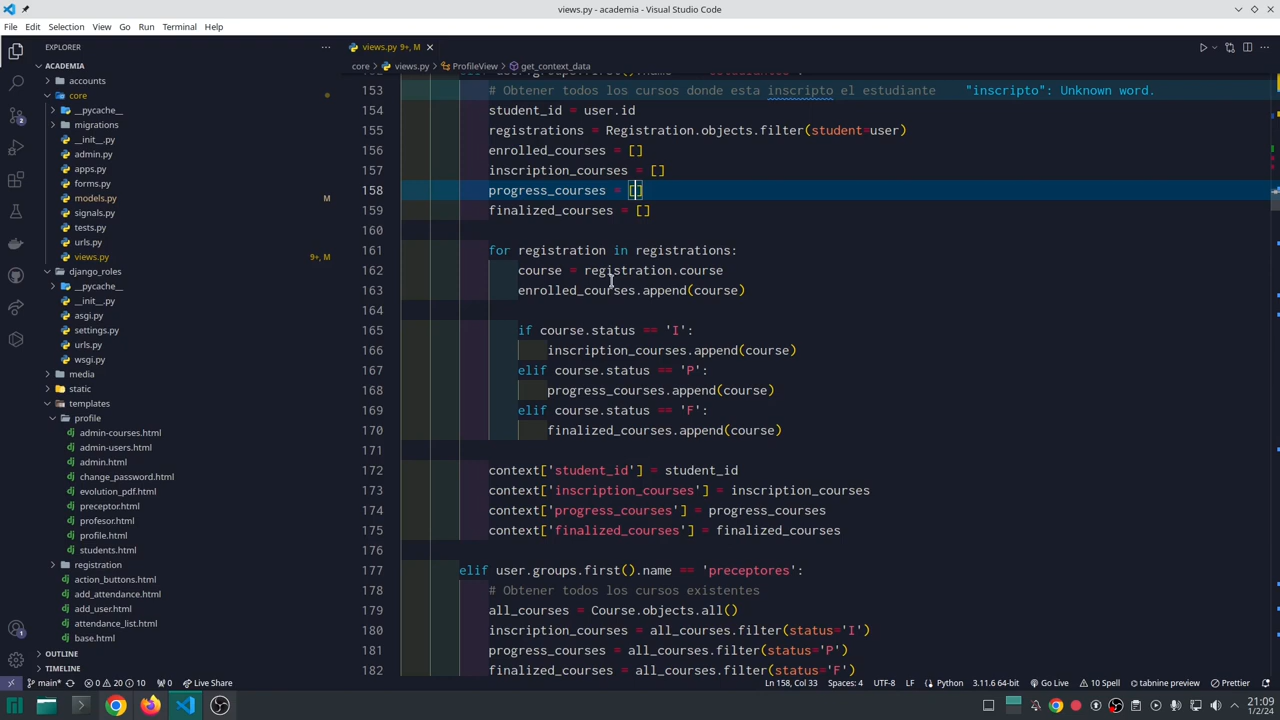 views.py - academia - Visual Studio Code
File Edit Selection View Go Run Terminal Help
EXPLORER
ACADEMIA
accounts
core
__pycache__
migrations
__init__.py
admin.py
apps.py
forms.py
models.py M
signals.py
tests.py
urls.py
views.py 9+, M
django_roles
__pycache__
__init__.py
asgi.py
settings.py
urls.py
wsgi.py
media
static
templates
profile
admin-courses.html
admin-users.html
admin.html
change_password.html
evolution_pdf.html
preceptor.html
profesor.html
profile.html
students.html
registration
action_buttons.html
add_attendance.html
add_user.html
attendance_list.html
base.html
OUTLINE
TIMELINE
views.py 9+, M
core > views.py > ProfileView > get_context_data
153 # Obtener todos los cursos donde esta inscripto el estudiante "inscripto": Unknown word.
154 student_id = user.id
155 registrations = Registration.objects.filter(student=user)
156 enrolled_courses = []
157 inscription_courses = []
158 progress_courses = []
159 finalized_courses = []
160
161 for registration in registrations:
162 course = registration.course
163 enrolled_courses.append(course)
164
165 if course.status == 'I':
166 inscription_courses.append(course)
167 elif course.status == 'P':
168 progress_courses.append(course)
169 elif course.status == 'F':
170 finalized_courses.append(course)
171
172 context['student_id'] = student_id
173 context['inscription_courses'] = inscription_courses
174 context['progress_courses'] = progress_courses
175 context['finalized_courses'] = finalized_courses
176
177 elif user.groups.first().name == 'preceptores':
178 # Obtener todos los cursos existentes
179 all_courses = Course.objects.all()
180 inscription_courses = all_courses.filter(status='I')
181 progress_courses = all_courses.filter(status='P')
182 finalized_courses = all_courses.filter(status='F')
main* 0 20 10 0 Live Share Ln 158, Col 33 Spaces: 4 UTF-8 LF Python 3.11.6 64-bit Go Live 10 Spell tabnine preview Prettier
21:09
1/2/24